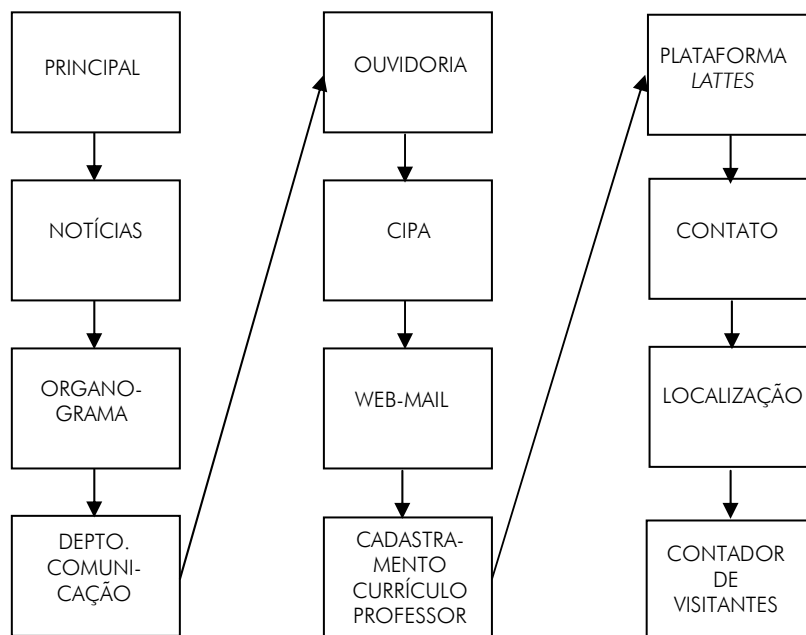 PRINCIPAL
NOTÍCIAS
ORGANO-
GRAMA
DEPTO.
COMUNI-
CAÇÃO
OUVIDORIA
CIPA
WEB-MAIL
CADASTRA-
MENTO
CURRÍCULO
PROFESSOR
PLATAFORMA
LATTES
CONTATO
LOCALIZAÇÃO
CONTADOR
DE
VISITANTES